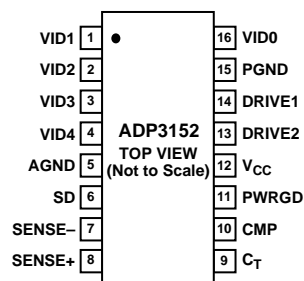 VID1 1
VID2 2
VID3 3
VID4 4
AGND 5
SD 6
SENSE– 7
SENSE+ 8
ADP3152
TOP VIEW
(Not to Scale)
16 VID0
15 PGND
14 DRIVE1
13 DRIVE2
12 VCC
11 PWRGD
10 CMP
9 CT